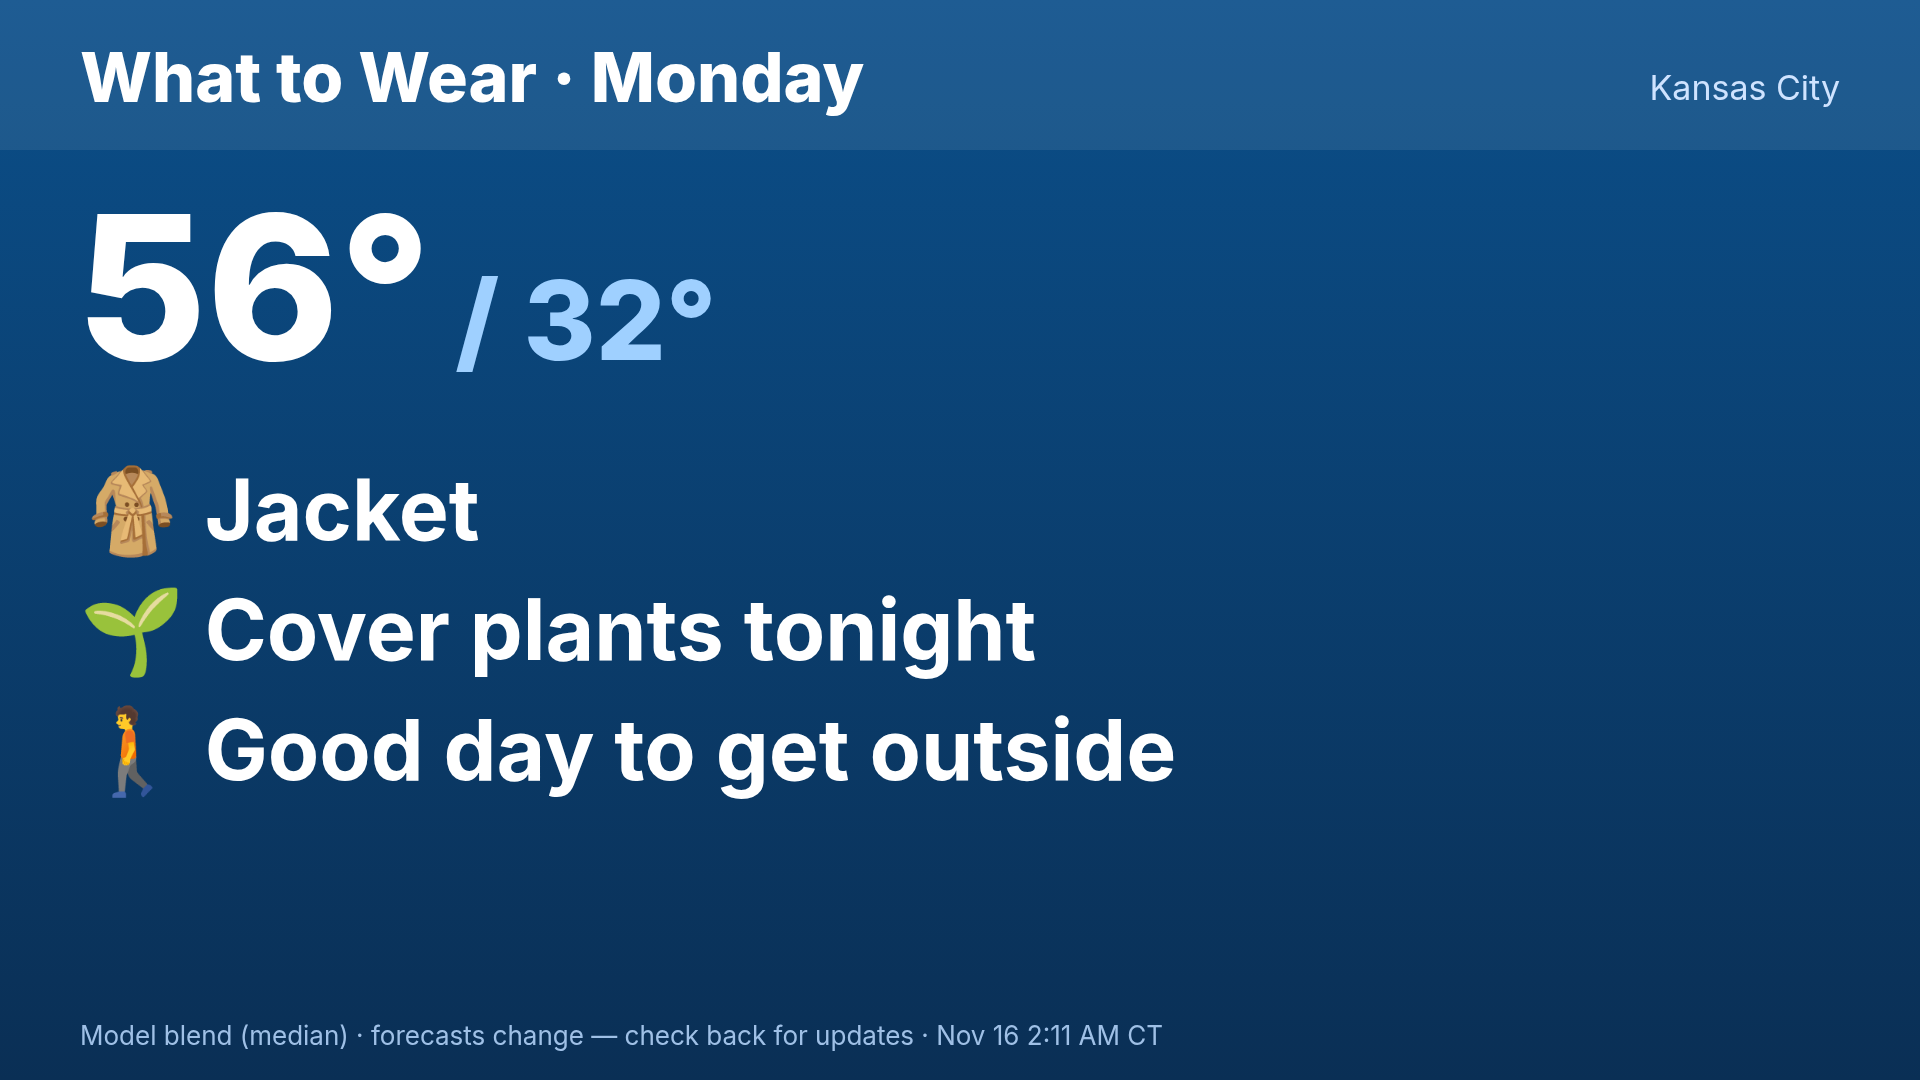 What to Wear · Monday
Kansas City
56° / 32°
Jacket
Cover plants tonight
Good day to get outside
Model blend (median) · forecasts change — check back for updates · Nov 16 2:11 AM CT